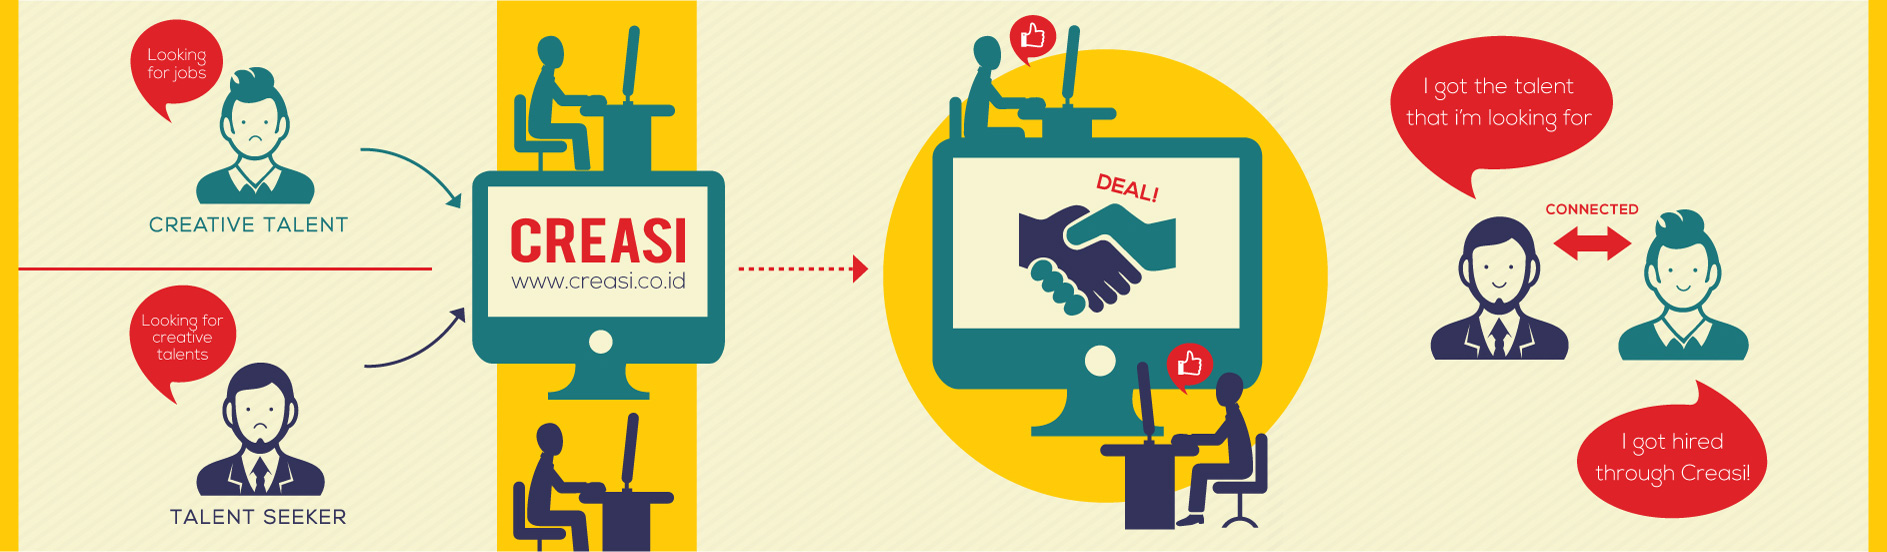 Looking
for jobs
CREATIVE TALENT
Looking for
creative
talents
TALENT SEEKER
CREASI
www.creasi.co.id
DEAL!
I got the talent
that i'm looking for
CONNECTED
I got hired
through Creasi!